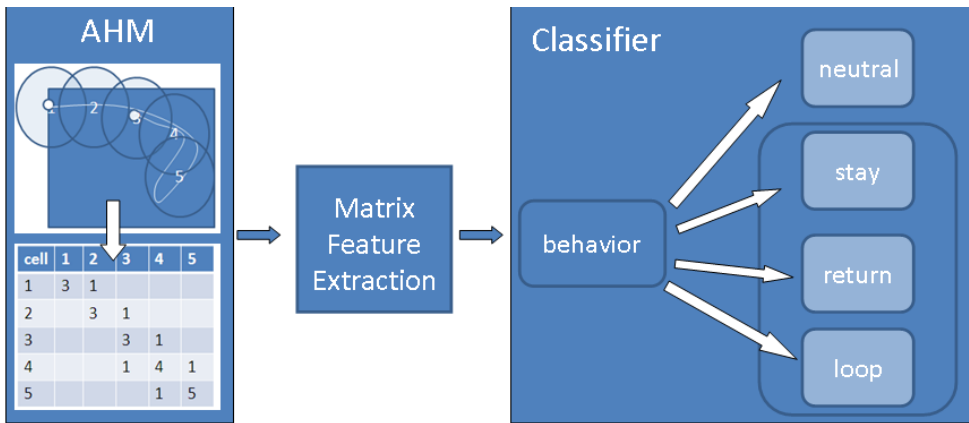 AHM
1 2 3 4 5
cell 1 2 3 4 5
1 3 1
2 3 1
3 3 1
4 1 4 1
5 1 5
Matrix
Feature
Extraction
Classifier
behavior
neutral
stay
return
loop